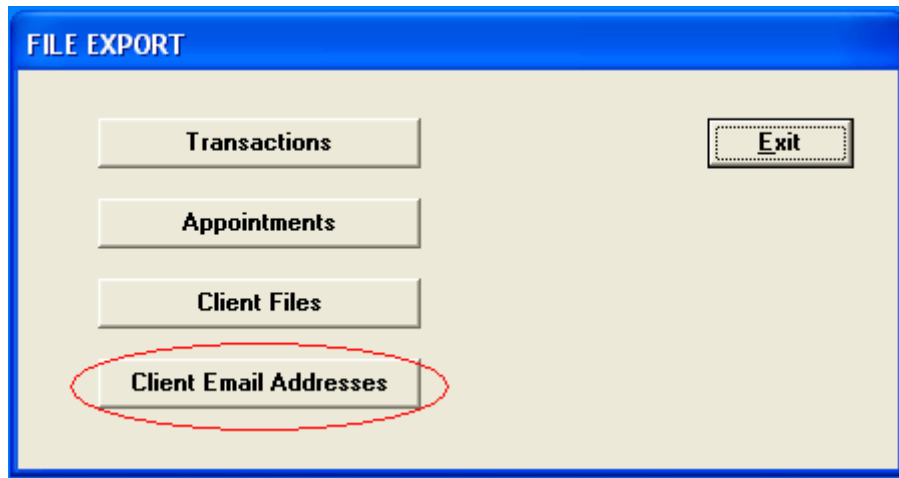 FILE EXPORT
Transactions
Exit
Appointments
Client Files
Client Email Addresses